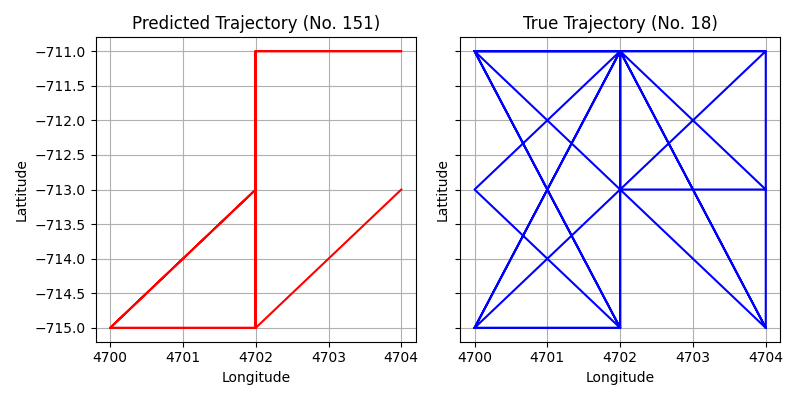 Predicted Trajectory (No. 151)
True Trajectory (No. 18)
−711.0
−711.5
−712.0
−712.5
−713.0
−713.5
−714.0
−714.5
−715.0
Lattitude
Lattitude
4700 4701 4702 4703 4704
4700 4701 4702 4703 4704
Longitude
Longitude